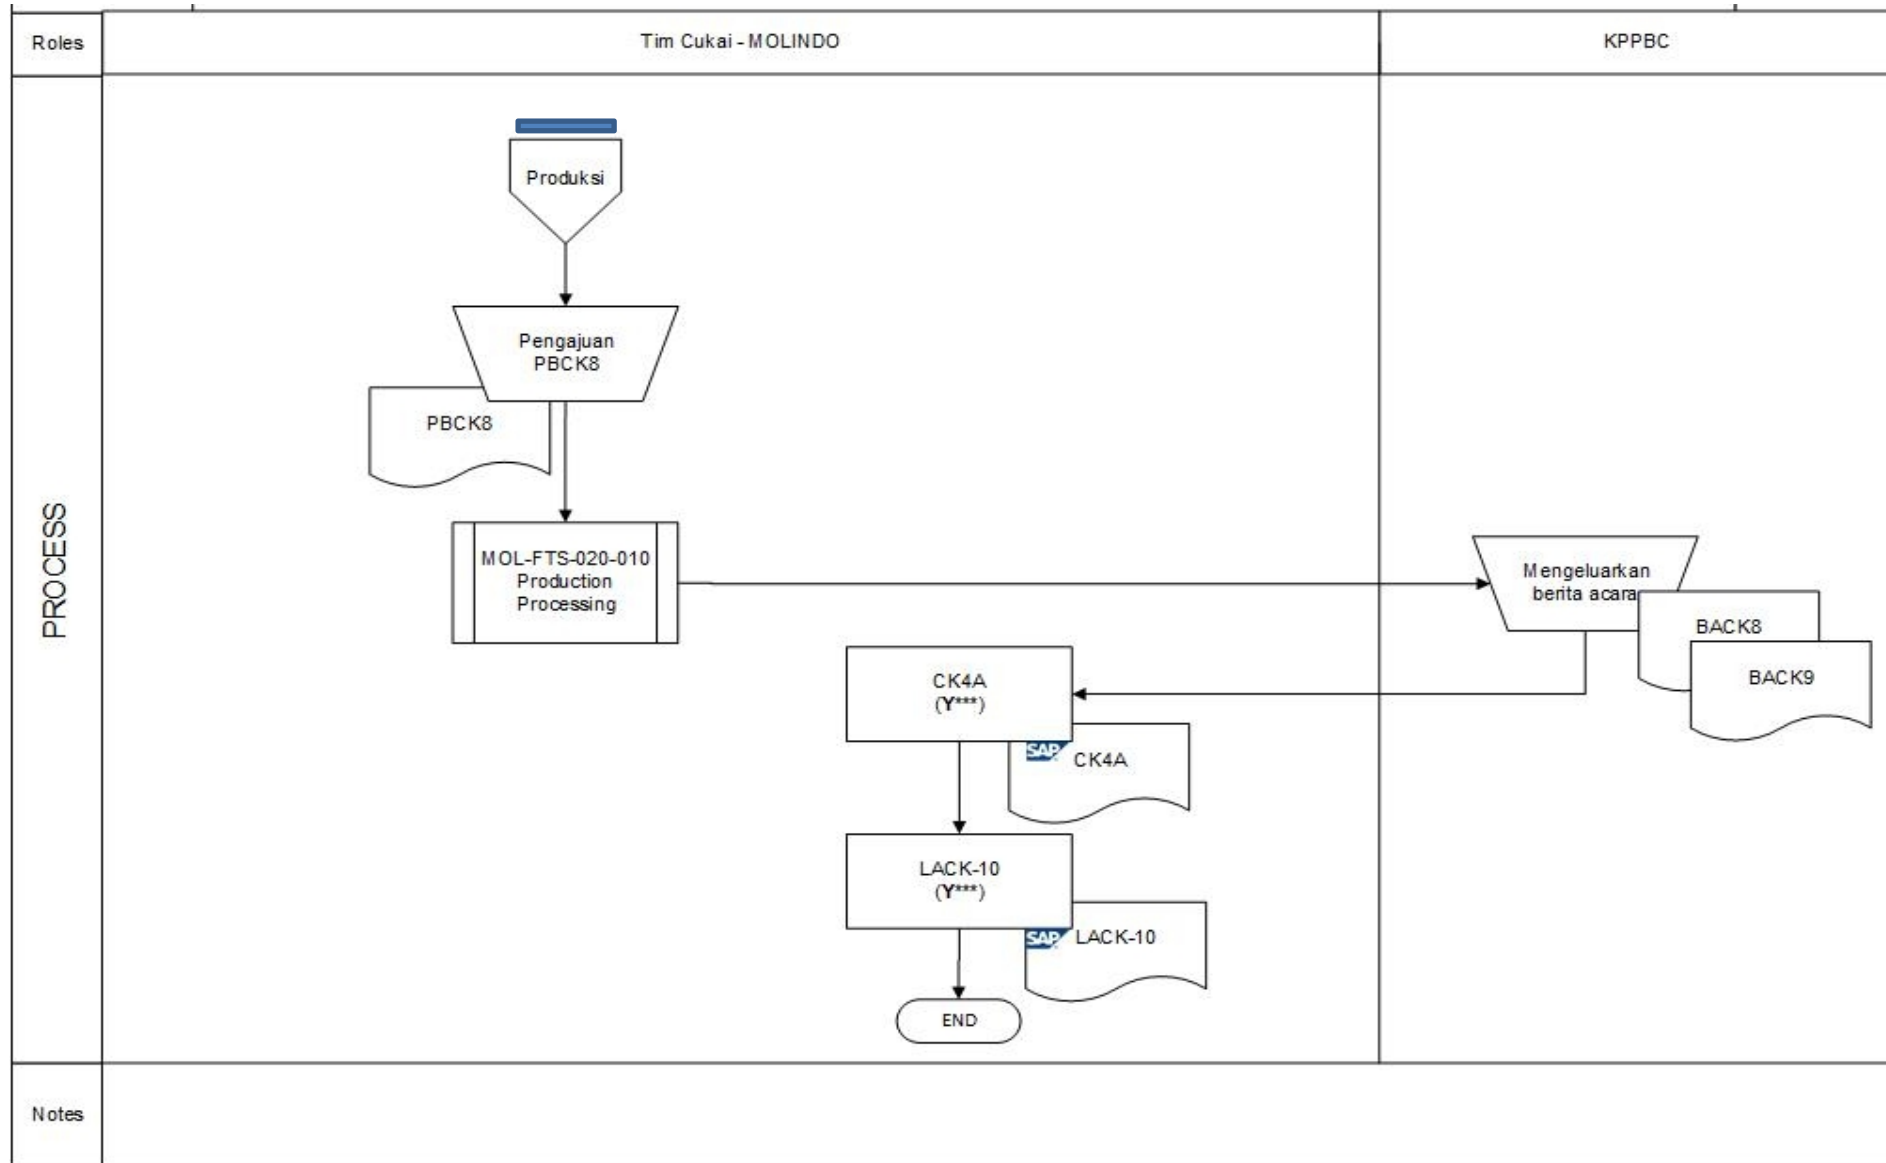 Roles
Tim Cukai - MOLINDO
KPPBC
PROCESS
Produksi
Pengajuan
PBCK8
PBCK8
MOL-FTS-020-010
Production
Processing
Mengeluarkan
berita acara
BACK8
BACK9
CK4A
(Y***)
SAP
CK4A
LACK-10
(Y***)
SAP
LACK-10
END
Notes